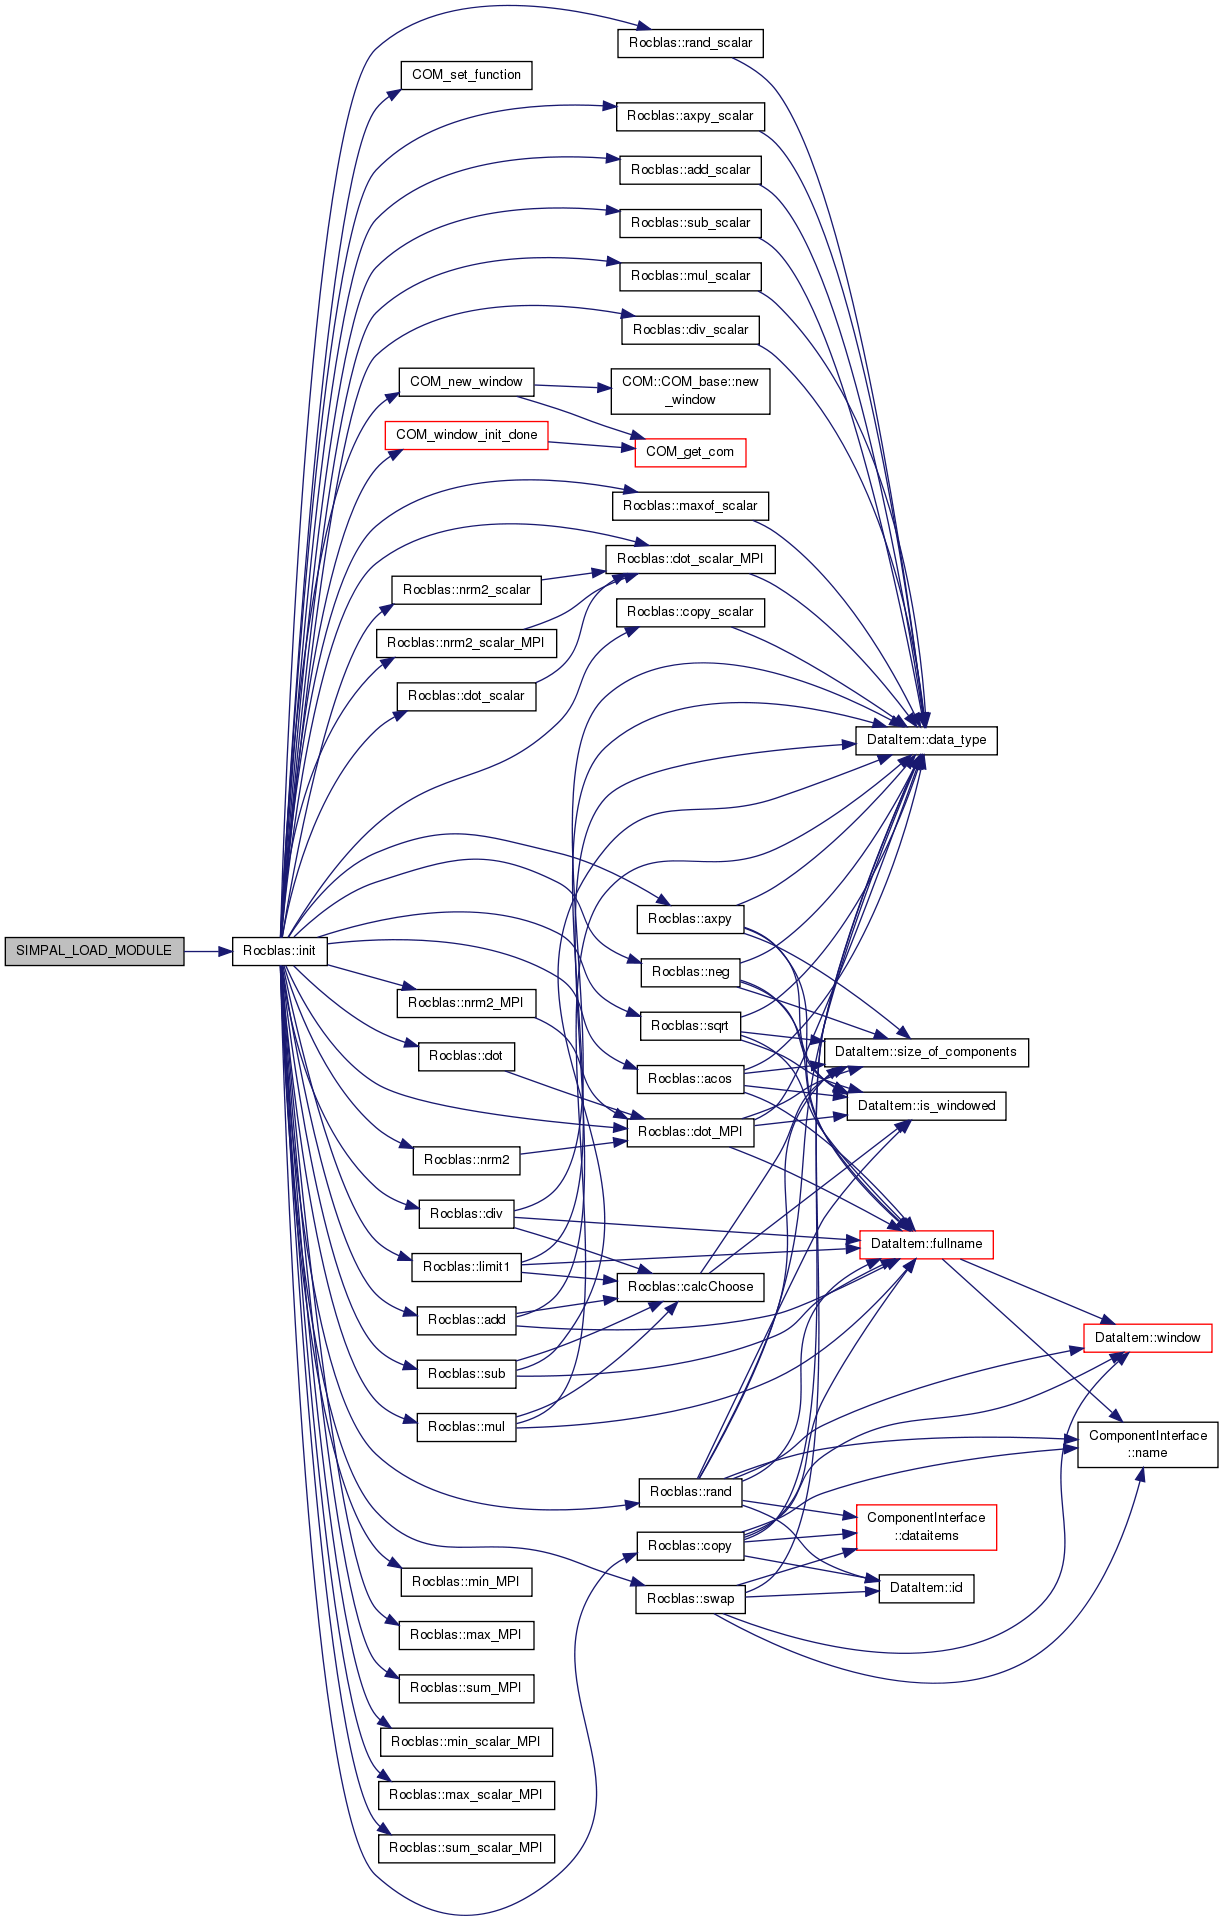 Rocblas::rand_scalar
COM_set_function
Rocblas::axpy_scalar
Rocblas::add_scalar
Rocblas::sub_scalar
Rocblas::mul_scalar
Rocblas::div_scalar
COM_new_window
COM::COM_base::new
_window
COM_window_init_done
COM_get_com
Rocblas::maxof_scalar
Rocblas::dot_scalar_MPI
Rocblas::nrm2_scalar
Rocblas::copy_scalar
Rocblas::nrm2_scalar_MPI
Rocblas::dot_scalar
DataItem::data_type
Rocblas::axpy
SIMPAL_LOAD_MODULE
Rocblas::init
Rocblas::neg
Rocblas::nrm2_MPI
Rocblas::sqrt
Rocblas::dot
DataItem::size_of_components
Rocblas::acos
DataItem::is_windowed
Rocblas::dot_MPI
Rocblas::nrm2
Rocblas::div
DataItem::fullname
Rocblas::limit1
Rocblas::calcChoose
Rocblas::add
DataItem::window
Rocblas::sub
Rocblas::mul
ComponentInterface
::name
Rocblas::rand
ComponentInterface
::dataitems
Rocblas::copy
Rocblas::min_MPI
DataItem::id
Rocblas::swap
Rocblas::max_MPI
Rocblas::sum_MPI
Rocblas::min_scalar_MPI
Rocblas::max_scalar_MPI
Rocblas::sum_scalar_MPI